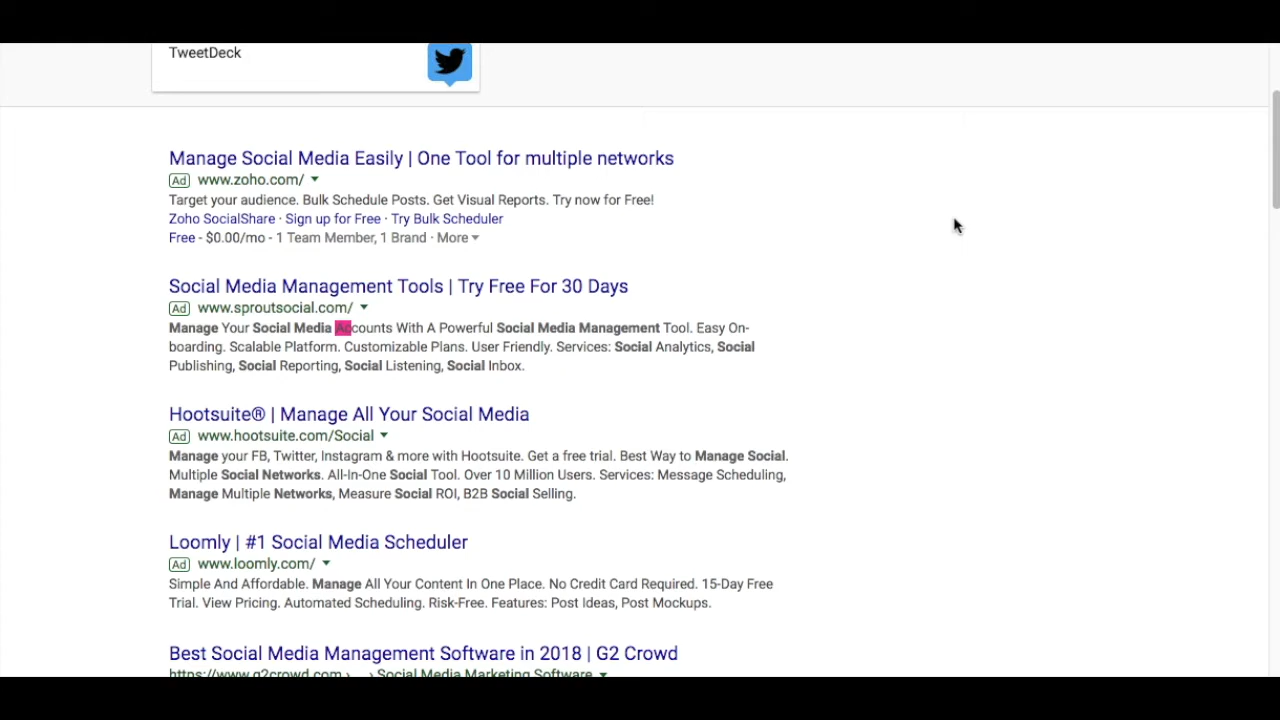 TweetDeck
Manage Social Media Easily | One Tool for multiple networks
Ad www.zoho.com/
Target your audience. Bulk Schedule Posts. Get Visual Reports. Try now for Free!
Zoho SocialShare · Sign up for Free · Try Bulk Scheduler
Free - $0.00/mo - 1 Team Member, 1 Brand · More
Social Media Management Tools | Try Free For 30 Days
Ad www.sproutsocial.com/
Manage Your Social Media Accounts With A Powerful Social Media Management Tool. Easy On-
boarding. Scalable Platform. Customizable Plans. User Friendly. Services: Social Analytics, Social
Publishing, Social Reporting, Social Listening, Social Inbox.
Hootsuite® | Manage All Your Social Media
Ad www.hootsuite.com/Social
Manage your FB, Twitter, Instagram & more with Hootsuite. Get a free trial. Best Way to Manage Social.
Multiple Social Networks. All-In-One Social Tool. Over 10 Million Users. Services: Message Scheduling,
Manage Multiple Networks, Measure Social ROI, B2B Social Selling.
Loomly | #1 Social Media Scheduler
Ad www.loomly.com/
Simple And Affordable. Manage All Your Content In One Place. No Credit Card Required. 15-Day Free
Trial. View Pricing. Automated Scheduling. Risk-Free. Features: Post Ideas, Post Mockups.
Best Social Media Management Software in 2018 | G2 Crowd
https://www.g2crowd.com › ... › Social Media Marketing Software